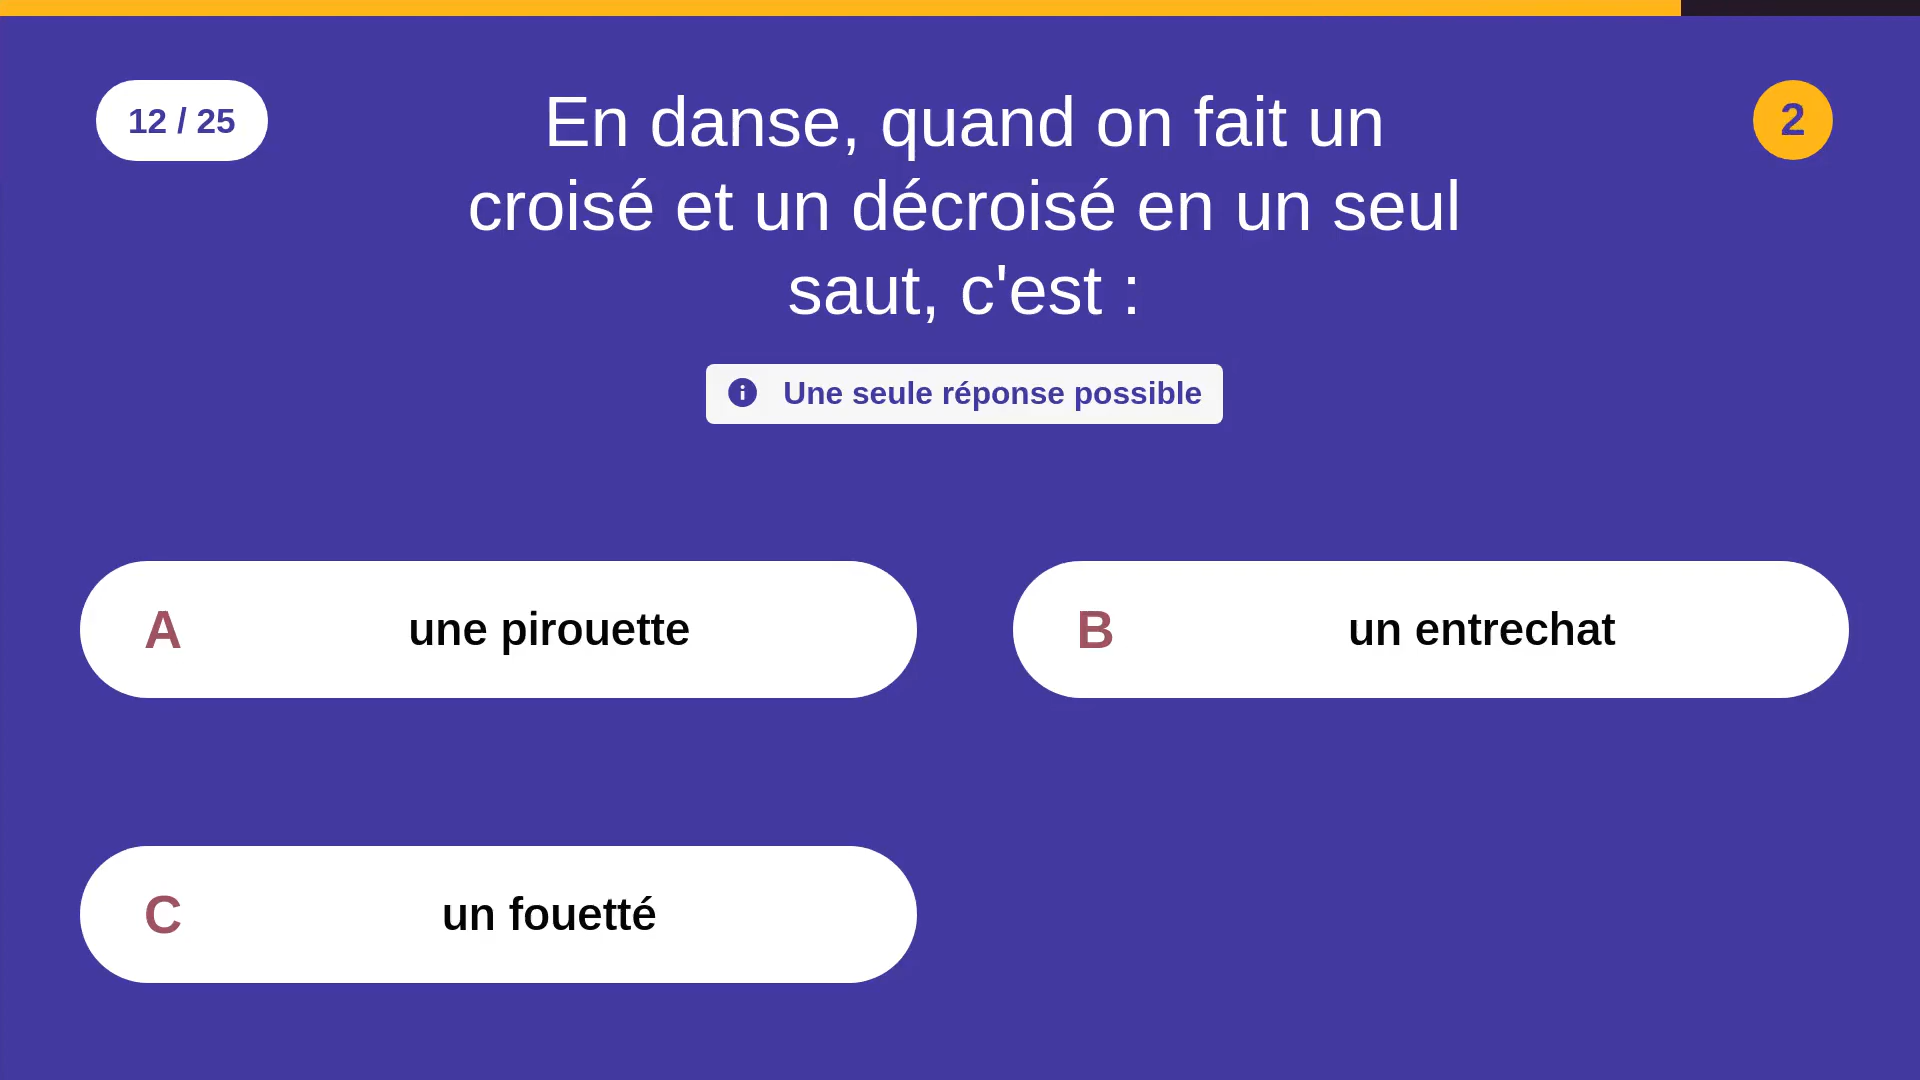 12 / 25
En danse, quand on fait un
croisé et un décroisé en un seul
saut, c'est :
2
Une seule réponse possible
A une pirouette
B un entrechat
C un fouetté